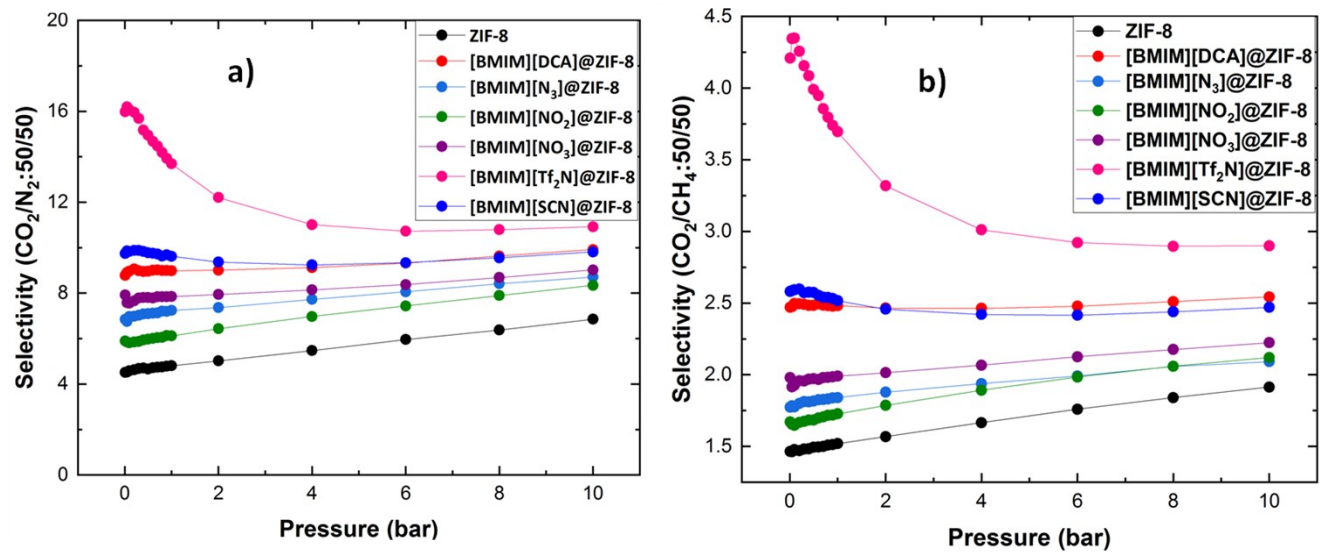 a)
Selectivity (CO₂/N₂:50/50)
20
16
12
8
4
0
ZIF-8
[BMIM][DCA]@ZIF-8
[BMIM][N₃]@ZIF-8
[BMIM][NO₂]@ZIF-8
[BMIM][NO₃]@ZIF-8
[BMIM][Tf₂N]@ZIF-8
[BMIM][SCN]@ZIF-8
0 2 4 6 8 10
Pressure (bar)
b)
Selectivity (CO₂/CH₄:50/50)
4.5
4.0
3.5
3.0
2.5
2.0
1.5
ZIF-8
[BMIM][DCA]@ZIF-8
[BMIM][N₃]@ZIF-8
[BMIM][NO₂]@ZIF-8
[BMIM][NO₃]@ZIF-8
[BMIM][Tf₂N]@ZIF-8
[BMIM][SCN]@ZIF-8
0 2 4 6 8 10
Pressure (bar)